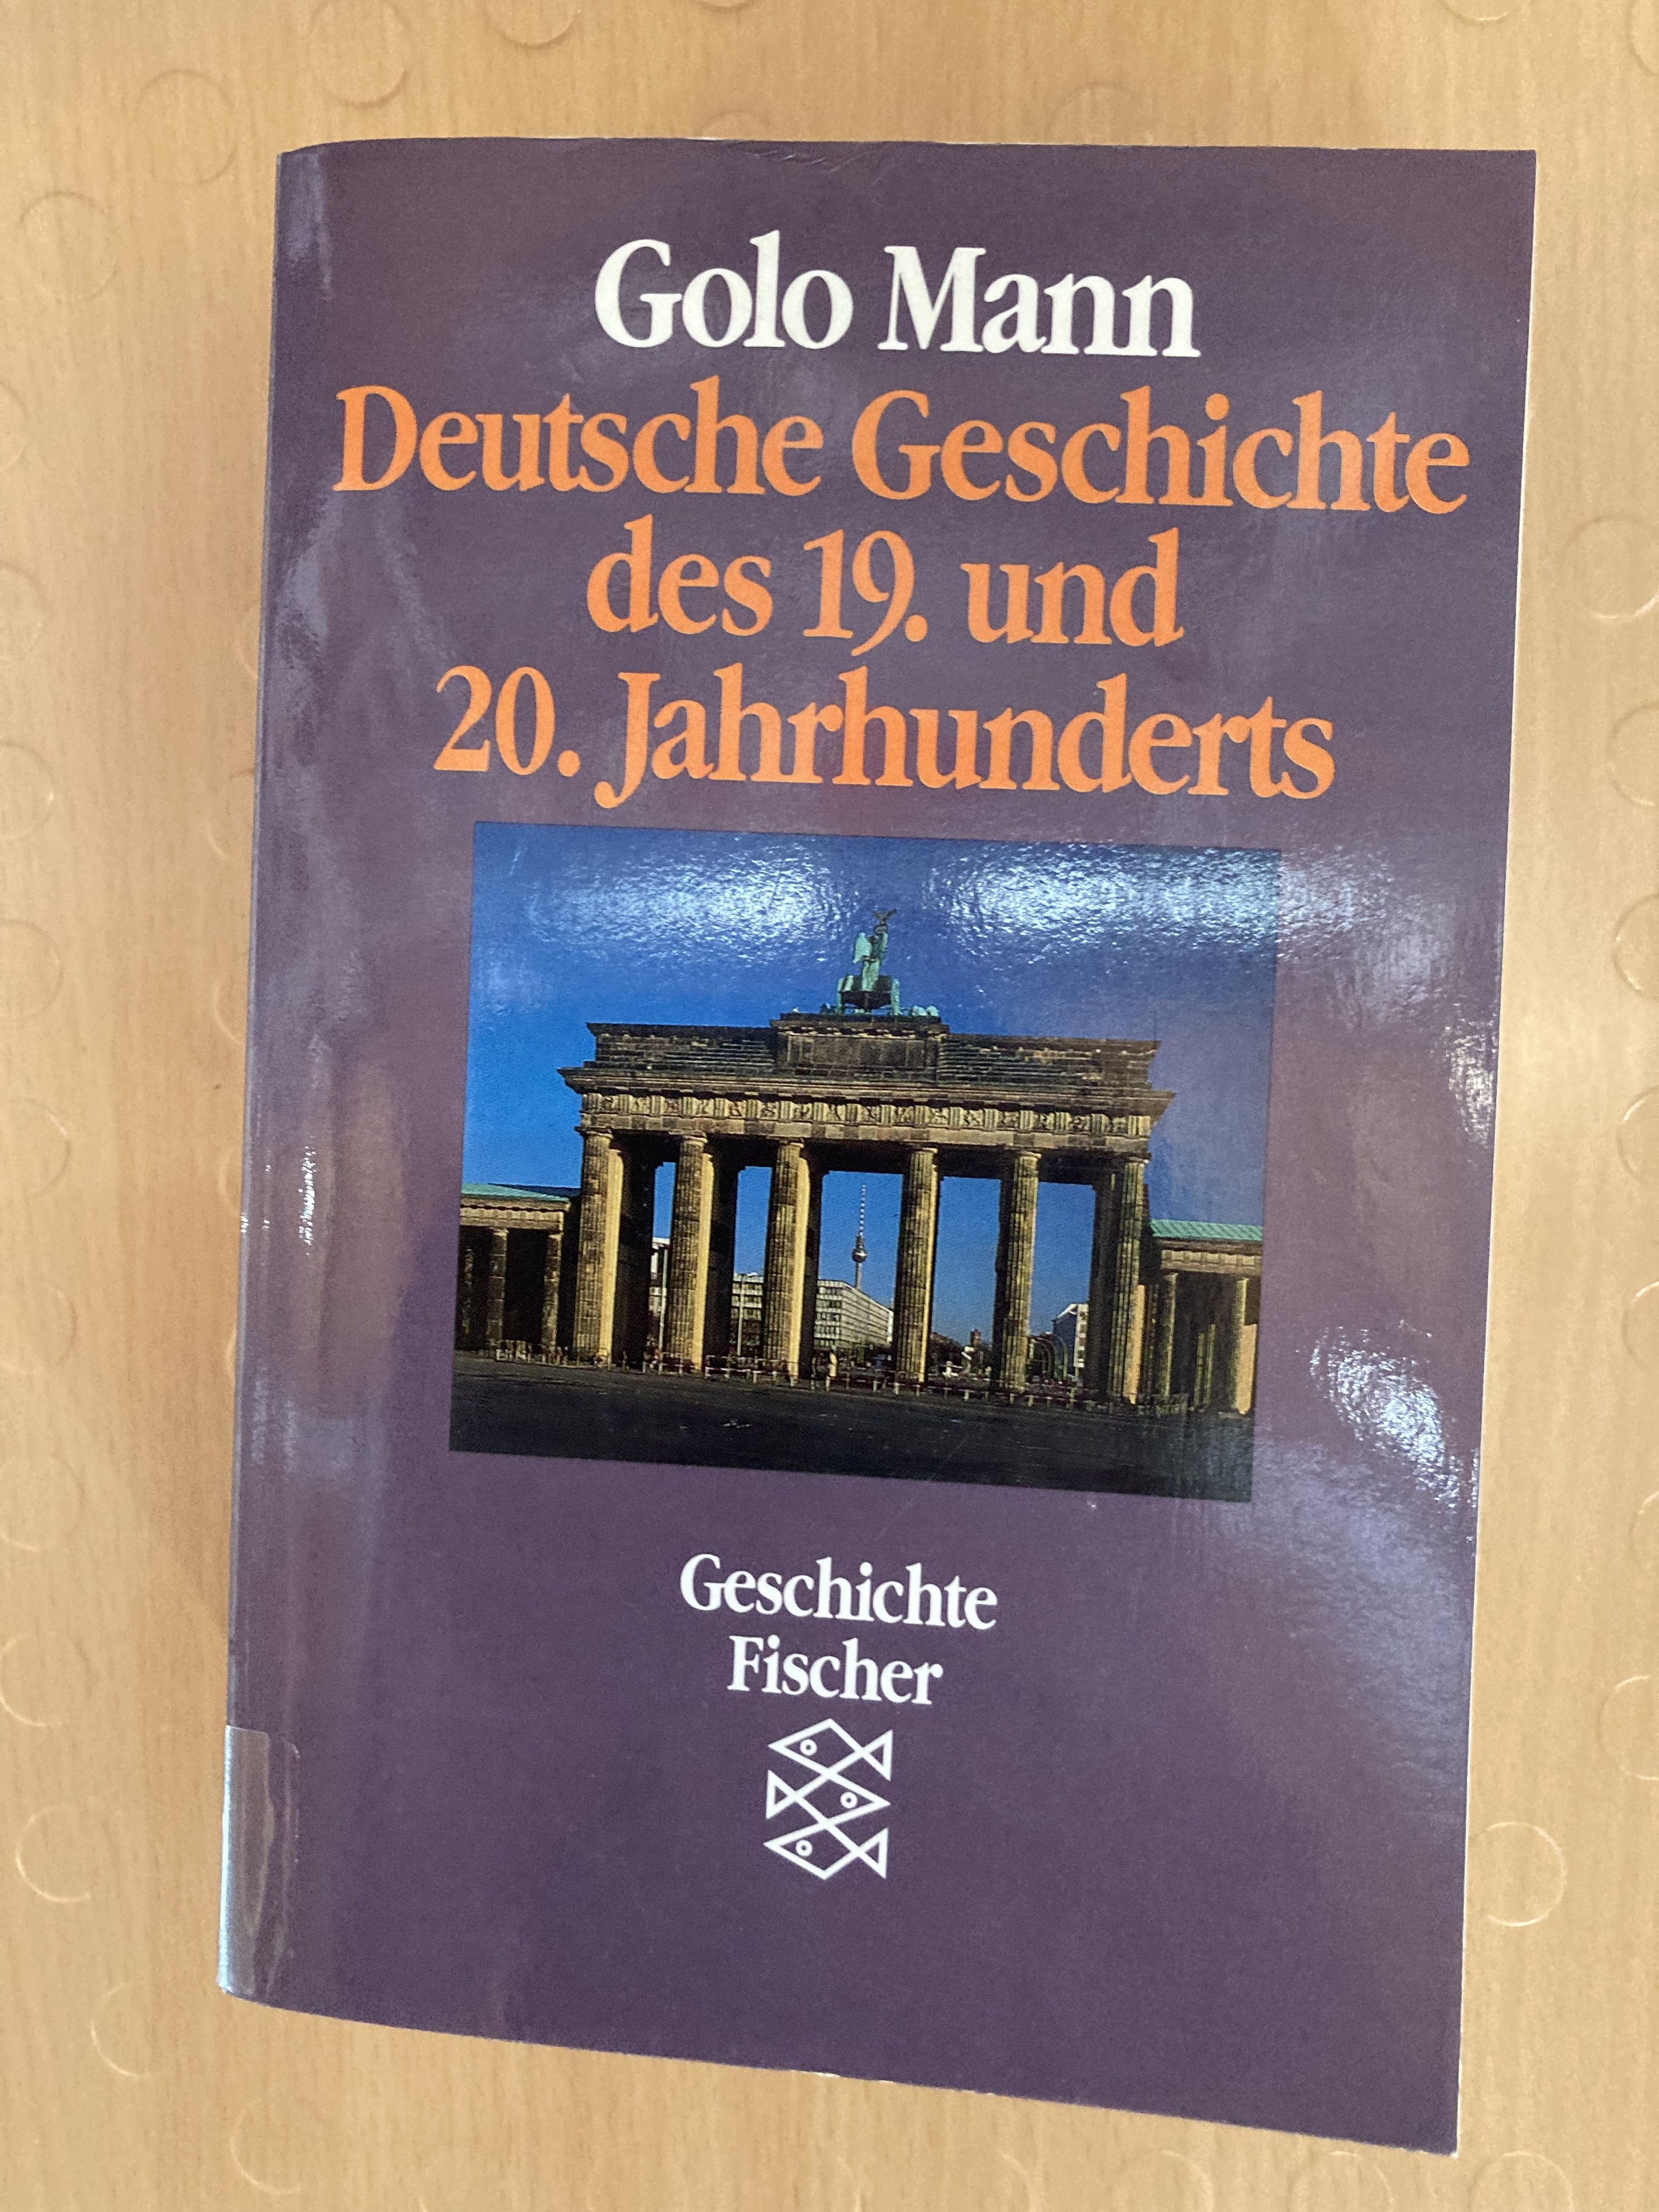 Golo Mann
Deutsche Geschichte
des 19. und
20. Jahrhunderts
Geschichte
Fischer